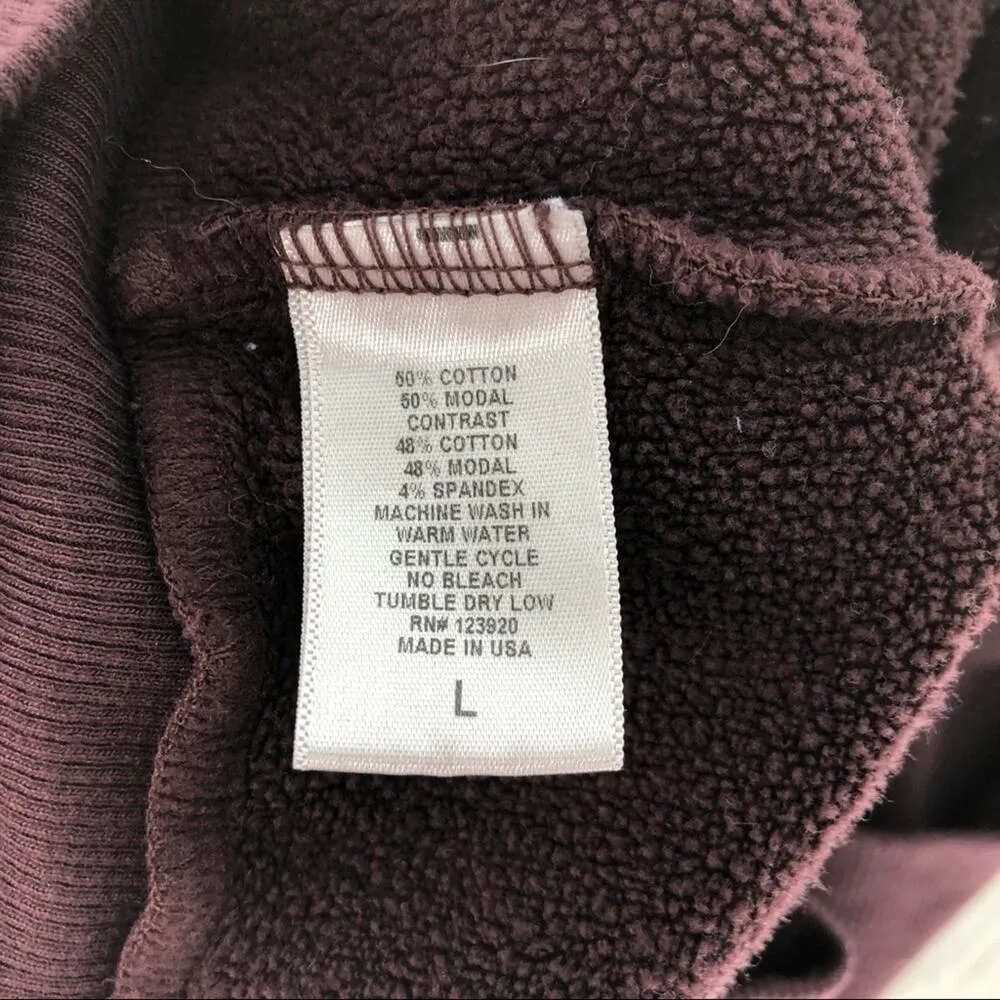 50% COTTON
50% MODAL
CONTRAST
48% COTTON
48% MODAL
4% SPANDEX
MACHINE WASH IN
WARM WATER
GENTLE CYCLE
NO BLEACH
TUMBLE DRY LOW
RN# 123920
MADE IN USA
L